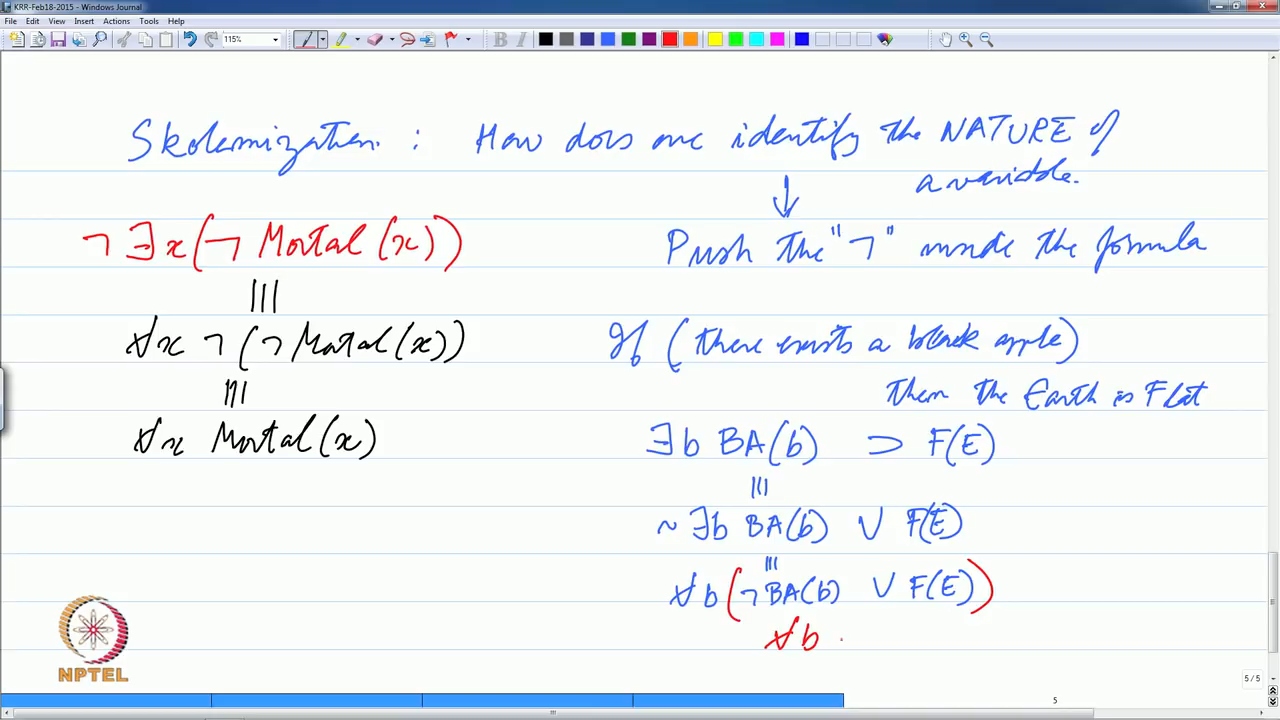 KRR-Feb18-2015 - Windows Journal
File Edit View Insert Actions Tools Help
115%
B I
Skolemization : How does one identify the NATURE of
a variable.
Push the "¬" inside the formula
¬∃x(¬Mortal(x))
≡
∀x ¬(¬Mortal(x))
≡
∀x Mortal(x)
If (there exists a black apple)
then the Earth is Flat
∃b BA(b) ⊃ F(E)
≡
~∃b BA(b) ∨ F(E)
≡
∀b(¬BA(b) ∨ F(E))
∀b
NPTEL
5/5
5